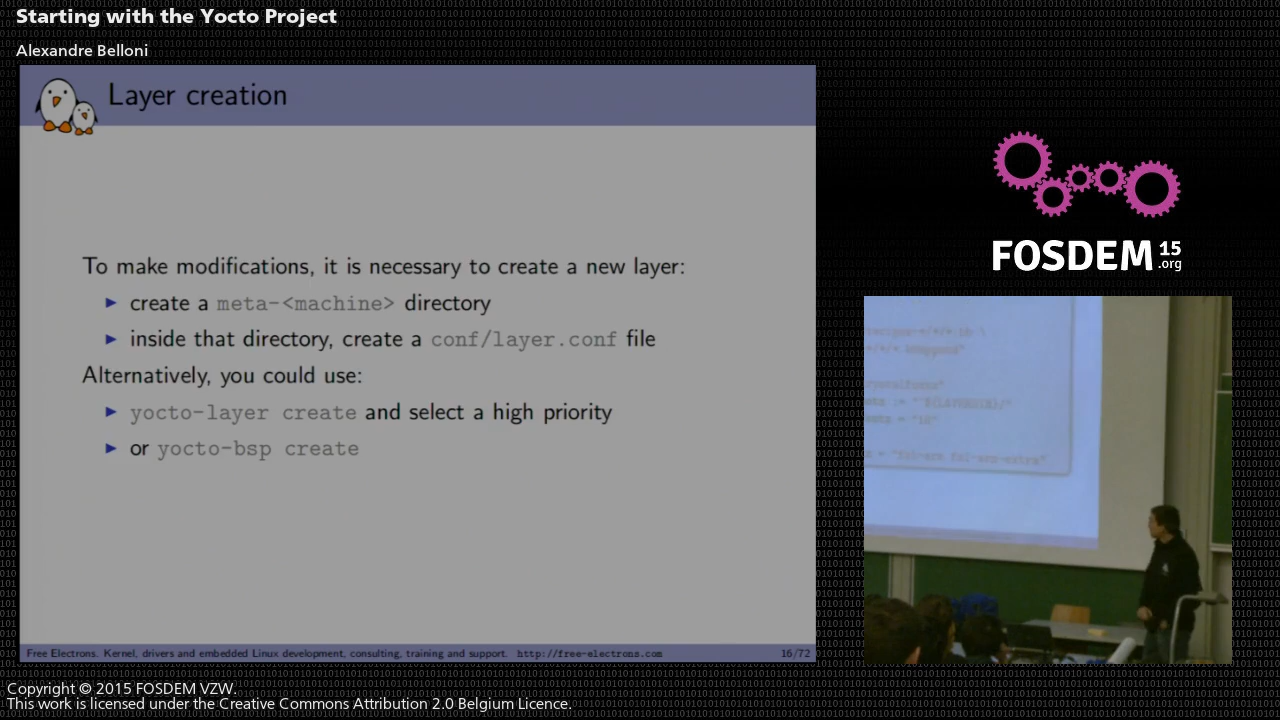 Starting with the Yocto Project
Alexandre Belloni
Layer creation
To make modifications, it is necessary to create a new layer:
▶ create a meta-<machine> directory
▶ inside that directory, create a conf/layer.conf file
Alternatively, you could use:
▶ yocto-layer create and select a high priority
▶ or yocto-bsp create
Free Electrons. Kernel, drivers and embedded Linux development, consulting, training and support. http://free-electrons.com 16/72
FOSDEM 15
.org
Copyright © 2015 FOSDEM VZW.
This work is licensed under the Creative Commons Attribution 2.0 Belgium Licence.